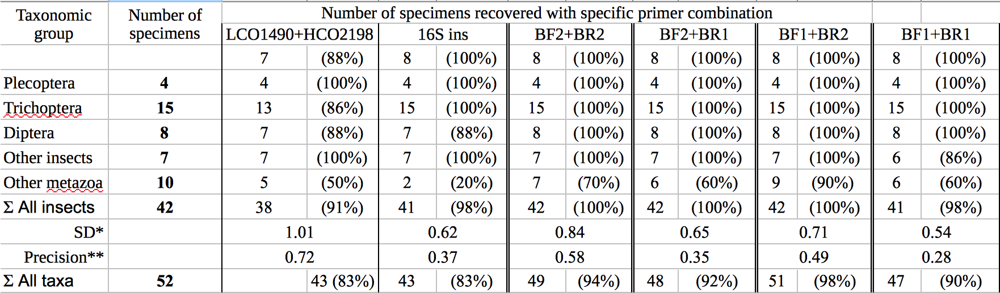 Taxonomic group Number of specimens Number of specimens recovered with specific primer combination
LCO1490+HCO2198 16S ins BF2+BR2 BF2+BR1 BF1+BR2 BF1+BR1
7 (88%) 8 (100%) 8 (100%) 8 (100%) 8 (100%) 8 (100%)
Plecoptera 4 4 (100%) 4 (100%) 4 (100%) 4 (100%) 4 (100%) 4 (100%)
Trichoptera 15 13 (86%) 15 (100%) 15 (100%) 15 (100%) 15 (100%) 15 (100%)
Diptera 8 7 (88%) 7 (88%) 8 (100%) 8 (100%) 8 (100%) 8 (100%)
Other insects 7 7 (100%) 7 (100%) 7 (100%) 7 (100%) 7 (100%) 6 (86%)
Other metazoa 10 5 (50%) 2 (20%) 7 (70%) 6 (60%) 9 (90%) 6 (60%)
Σ All insects 42 38 (91%) 41 (98%) 42 (100%) 42 (100%) 42 (100%) 41 (98%)
SD* 1.01 0.62 0.84 0.65 0.71 0.54
Precision** 0.72 0.37 0.58 0.35 0.49 0.28
Σ All taxa 52 43 (83%) 43 (83%) 49 (94%) 48 (92%) 51 (98%) 47 (90%)